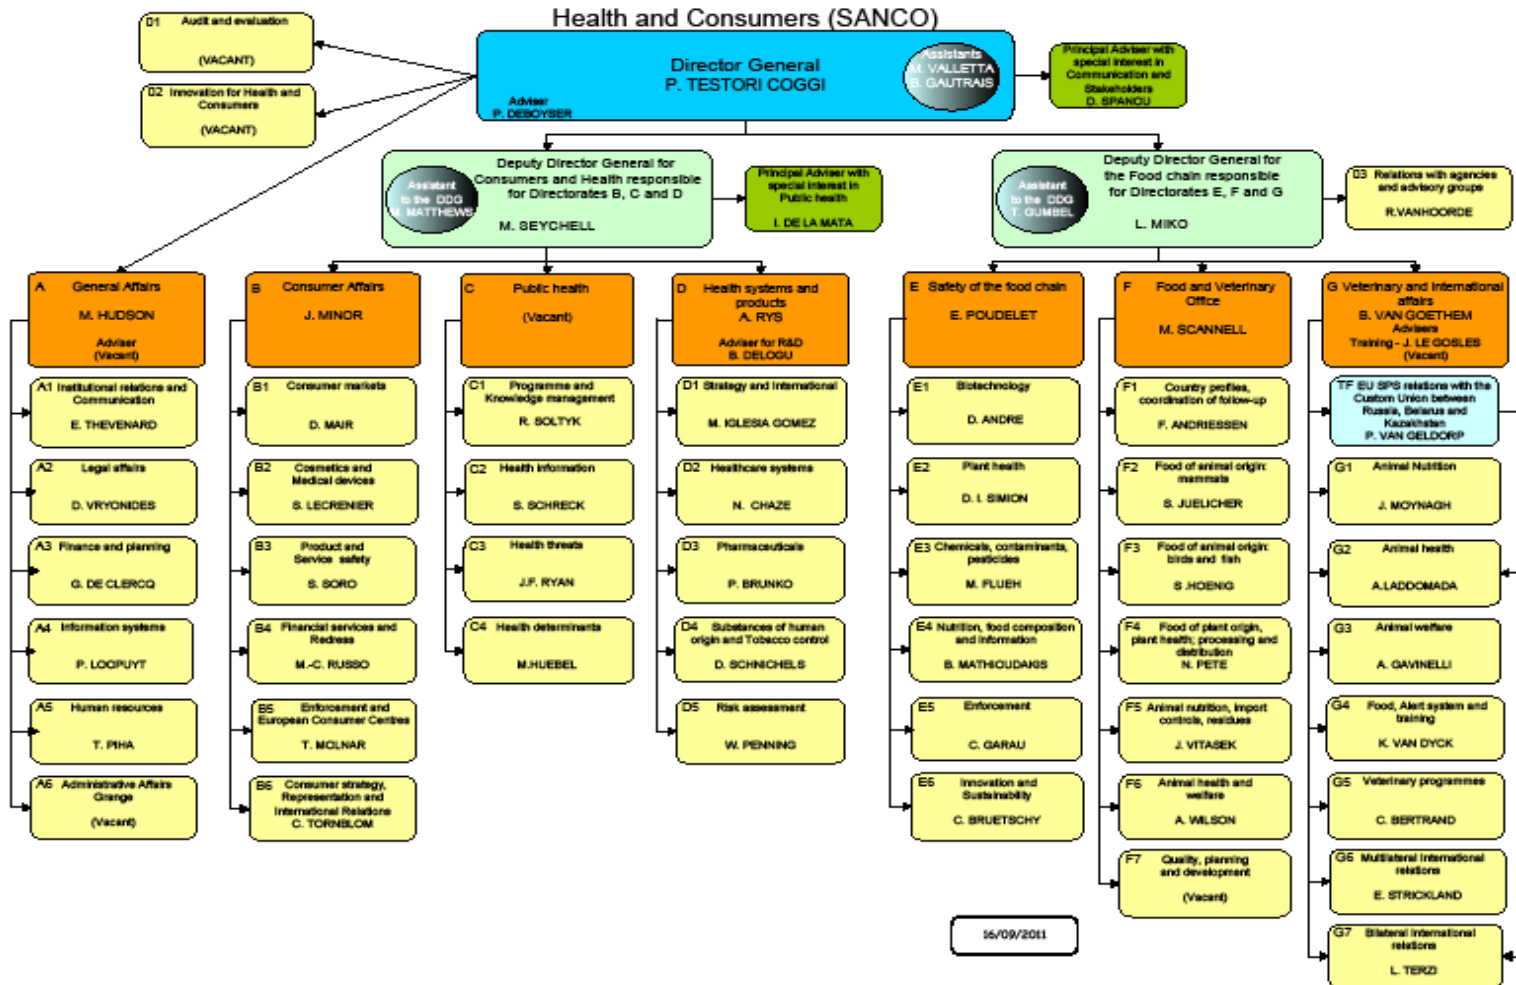 Health and Consumers (SANCO)
01 Audit and evaluation
(VACANT)
02 Innovation for Health and
Consumers
(VACANT)
Director General
P. TESTORI COGGI
Adviser
P. DEBOYSER
Assistants
M. VALLETTA
B. GAUTRAIS
Principal Adviser with
special interest in
Communication and
Stakeholders
D. SPANOU
Deputy Director General for
Consumers and Health responsible
for Directorates B, C and D
M. SEYCHELL
Assistant
to the DDG
M. MATTHEWS
Principal Adviser with
special interest in
Public health
I. DE LA MATA
Deputy Director General for
the Food chain responsible
for Directorates E, F and G
L. MIKO
Assistant
to the DDG
T. GUMBEL
03 Relations with agencies
and advisory groups
R.VANHOORDE
A General Affairs
M. HUDSON
Adviser
(Vacant)
A1 Institutional relations and
Communication
E. THEVENARD
A2 Legal affairs
D. VRYONIDES
A3 Finance and planning
G. DE CLERCQ
A4 Information systems
P. LOOPUYT
A5 Human resources
T. PIHA
A6 Administrative Affairs
Grange
(Vacant)
B Consumer Affairs
J. MINOR
B1 Consumer markets
D. MAIR
B2 Cosmetics and
Medical devices
S. LECRENIER
B3 Product and
Service safety
S. SORO
B4 Financial services and
Redress
M.-C. RUSSO
B5 Enforcement and
European Consumer Centres
T. MOLNAR
B6 Consumer strategy,
Representation and
International Relations
C. TORNBLOM
C Public health
(Vacant)
C1 Programme and
Knowledge management
R. SOLTYK
C2 Health information
S. SCHRECK
C3 Health threats
J.F. RYAN
C4 Health determinants
M.HUEBEL
D Health systems and
products
A. RYS
Adviser for R&D
B. DELOGU
D1 Strategy and International
M. IGLESIA GOMEZ
D2 Healthcare systems
N. CHAZE
D3 Pharmaceuticals
P. BRUNKO
D4 Substances of human
origin and Tobacco control
D. SCHNICHELS
D5 Risk assessment
W. PENNING
E Safety of the food chain
E. POUDELET
E1 Biotechnology
D. ANDRE
E2 Plant health
D. I. SIMION
E3 Chemicals, contaminants,
pesticides
M. FLUEH
E4 Nutrition, food composition
and information
B. MATHIOUDAKIS
E5 Enforcement
C. GARAU
E6 Innovation and
Sustainability
C. BRUETSCHY
F Food and Veterinary
Office
M. SCANNELL
F1 Country profiles,
coordination of follow-up
F. ANDRIESSEN
F2 Food of animal origin:
mammals
S. JUELICHER
F3 Food of animal origin:
birds and fish
S.HOENIG
F4 Food of plant origin,
plant health; processing and
distribution
N. PETE
F5 Animal nutrition, import
controls, residues
J. VITASEK
F6 Animal health and
welfare
A. WILSON
F7 Quality, planning
and development
(Vacant)
G Veterinary and International
affairs
B. VAN GOETHEM
Advisers
Training - J. LE GOSLES
(Vacant)
TF EU SPS relations with the
Custom Union between
Russia, Belarus and
Kazakhstan
P. VAN GELDORP
G1 Animal Nutrition
J. MOYNAGH
G2 Animal health
A.LADDOMADA
G3 Animal welfare
A. GAVINELLI
G4 Food, Alert system and
training
K. VAN DYCK
G5 Veterinary programmes
C. BERTRAND
G6 Multilateral International
relations
E. STRICKLAND
G7 Bilateral International
relations
L. TERZI
16/09/2011